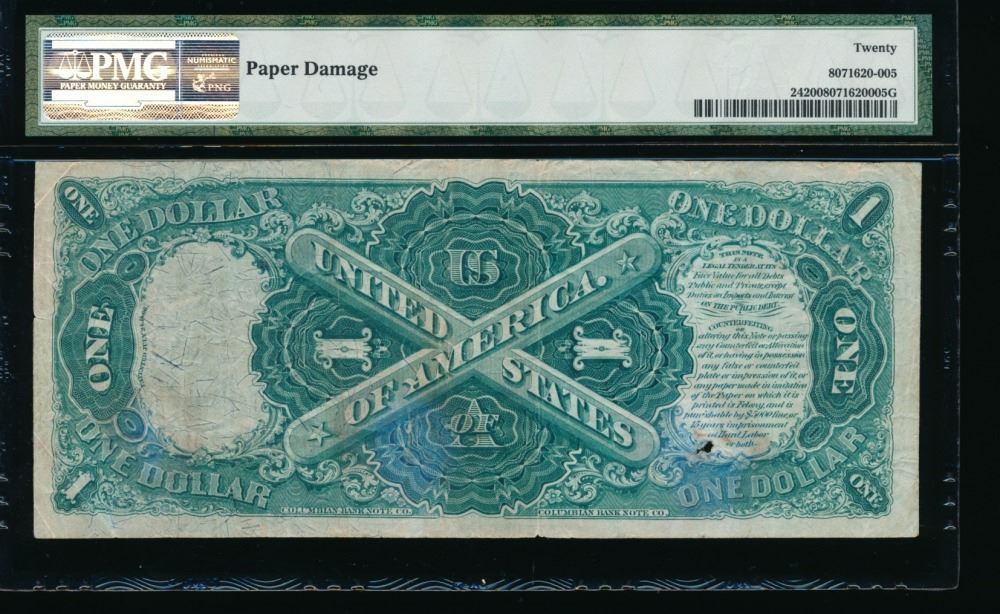 PMG
PAPER MONEY GUARANTY
NUMISMATIC
PNG
Paper Damage
Twenty
8071620-005
242008071620005G
ONE
ONE DOLLAR
ONE DOLLAR
1
US
UNITED
STATES
OF AMERICA.
ONE
1
1
ONE
THIS NOTE
IS A
LEGAL TENDER AT ITS
Face Value for all Debts
Public and Private, except
Duties on Imports and Interest
ON THE PUBLIC DEBT.
COUNTERFEITING
or
altering this Note or passing
any Counterfeit or Alteration
of it, or having in possession
any false or counterfeit
plate or impression of it, or
any paper made in imitation
of the Paper on which it is
printed is Felony, and is
punishable by $5000 fine, or
15 years imprisonment
at Hard Labor
or both.
OF
A
ONE DOLLAR
ONE DOLLAR
1
ONE
COLUMBIAN BANK NOTE CO.
COLUMBIAN BANK NOTE CO.